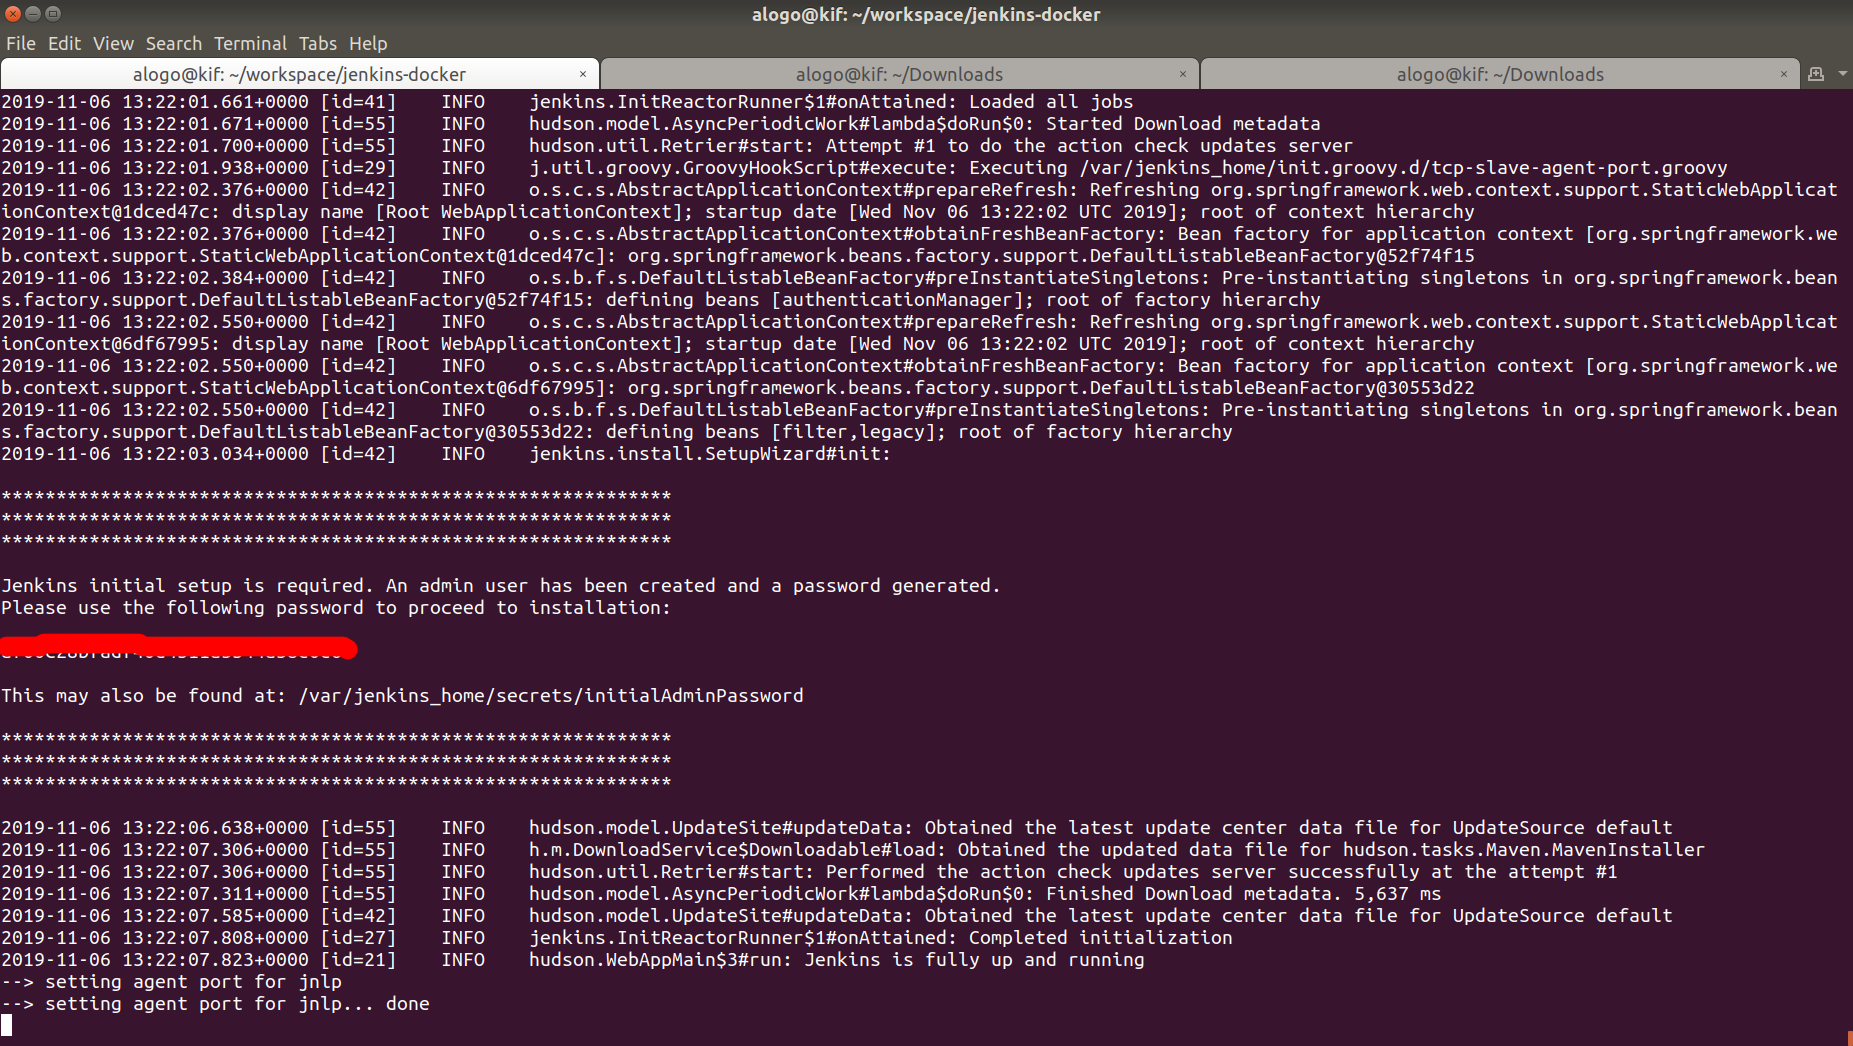 alogo@kif: ~/workspace/jenkins-docker
File Edit View Search Terminal Tabs Help
alogo@kif: ~/workspace/jenkins-docker × alogo@kif: ~/Downloads × alogo@kif: ~/Downloads ×
2019-11-06 13:22:01.661+0000 [id=41]    INFO    jenkins.InitReactorRunner$1#onAttained: Loaded all jobs
2019-11-06 13:22:01.671+0000 [id=55]    INFO    hudson.model.AsyncPeriodicWork#lambda$doRun$0: Started Download metadata
2019-11-06 13:22:01.700+0000 [id=55]    INFO    hudson.util.Retrier#start: Attempt #1 to do the action check updates server
2019-11-06 13:22:01.938+0000 [id=29]    INFO    j.util.groovy.GroovyHookScript#execute: Executing /var/jenkins_home/init.groovy.d/tcp-slave-agent-port.groovy
2019-11-06 13:22:02.376+0000 [id=42]    INFO    o.s.c.s.AbstractApplicationContext#prepareRefresh: Refreshing org.springframework.web.context.support.StaticWebApplicat
ionContext@1dced47c: display name [Root WebApplicationContext]; startup date [Wed Nov 06 13:22:02 UTC 2019]; root of context hierarchy
2019-11-06 13:22:02.376+0000 [id=42]    INFO    o.s.c.s.AbstractApplicationContext#obtainFreshBeanFactory: Bean factory for application context [org.springframework.we
b.context.support.StaticWebApplicationContext@1dced47c]: org.springframework.beans.factory.support.DefaultListableBeanFactory@52f74f15
2019-11-06 13:22:02.384+0000 [id=42]    INFO    o.s.b.f.s.DefaultListableBeanFactory#preInstantiateSingletons: Pre-instantiating singletons in org.springframework.bean
s.factory.support.DefaultListableBeanFactory@52f74f15: defining beans [authenticationManager]; root of factory hierarchy
2019-11-06 13:22:02.550+0000 [id=42]    INFO    o.s.c.s.AbstractApplicationContext#prepareRefresh: Refreshing org.springframework.web.context.support.StaticWebApplicat
ionContext@6df67995: display name [Root WebApplicationContext]; startup date [Wed Nov 06 13:22:02 UTC 2019]; root of context hierarchy
2019-11-06 13:22:02.550+0000 [id=42]    INFO    o.s.c.s.AbstractApplicationContext#obtainFreshBeanFactory: Bean factory for application context [org.springframework.we
b.context.support.StaticWebApplicationContext@6df67995]: org.springframework.beans.factory.support.DefaultListableBeanFactory@30553d22
2019-11-06 13:22:02.550+0000 [id=42]    INFO    o.s.b.f.s.DefaultListableBeanFactory#preInstantiateSingletons: Pre-instantiating singletons in org.springframework.bean
s.factory.support.DefaultListableBeanFactory@30553d22: defining beans [filter,legacy]; root of factory hierarchy
2019-11-06 13:22:03.034+0000 [id=42]    INFO    jenkins.install.SetupWizard#init:
*************************************************************
*************************************************************
*************************************************************
Jenkins initial setup is required. An admin user has been created and a password generated.
Please use the following password to proceed to installation:
This may also be found at: /var/jenkins_home/secrets/initialAdminPassword
*************************************************************
*************************************************************
*************************************************************
2019-11-06 13:22:06.638+0000 [id=55]    INFO    hudson.model.UpdateSite#updateData: Obtained the latest update center data file for UpdateSource default
2019-11-06 13:22:07.306+0000 [id=55]    INFO    h.m.DownloadService$Downloadable#load: Obtained the updated data file for hudson.tasks.Maven.MavenInstaller
2019-11-06 13:22:07.306+0000 [id=55]    INFO    hudson.util.Retrier#start: Performed the action check updates server successfully at the attempt #1
2019-11-06 13:22:07.311+0000 [id=55]    INFO    hudson.model.AsyncPeriodicWork#lambda$doRun$0: Finished Download metadata. 5,637 ms
2019-11-06 13:22:07.585+0000 [id=42]    INFO    hudson.model.UpdateSite#updateData: Obtained the latest update center data file for UpdateSource default
2019-11-06 13:22:07.808+0000 [id=27]    INFO    jenkins.InitReactorRunner$1#onAttained: Completed initialization
2019-11-06 13:22:07.823+0000 [id=21]    INFO    hudson.WebAppMain$3#run: Jenkins is fully up and running
--> setting agent port for jnlp
--> setting agent port for jnlp... done